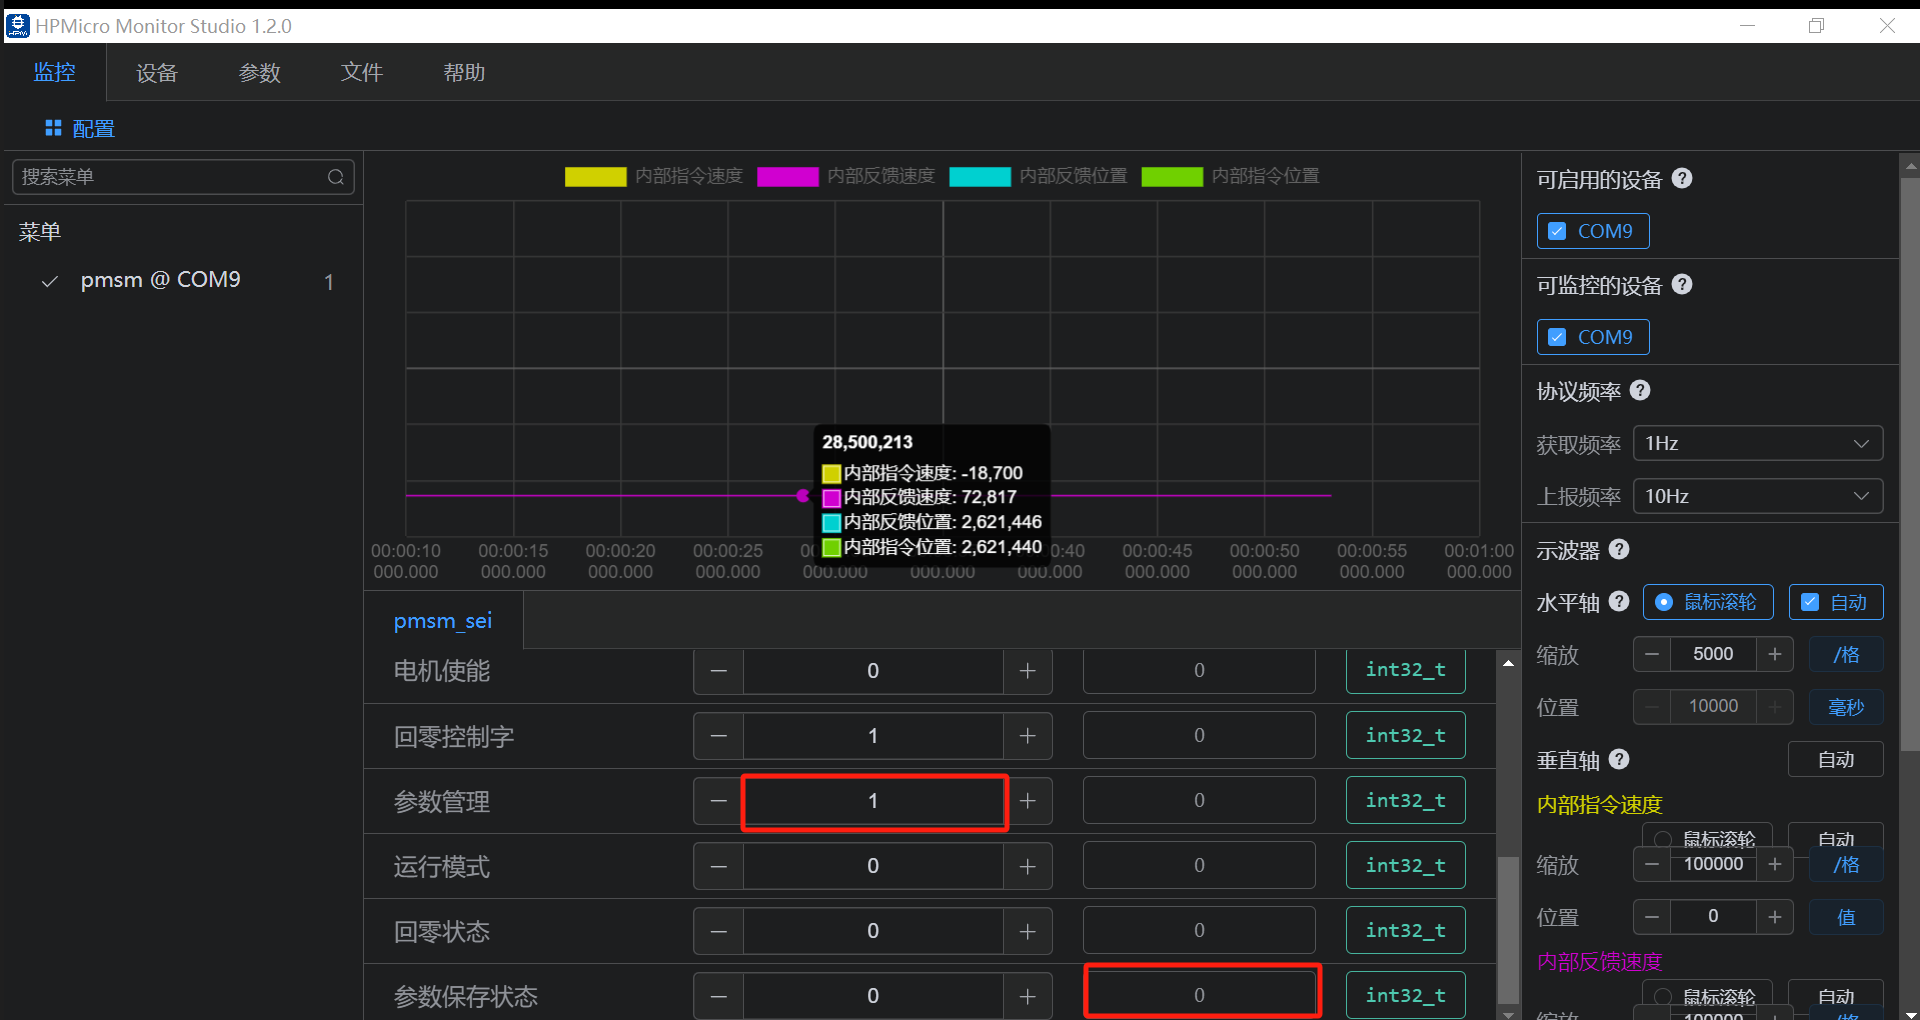 HPMicro Monitor Studio 1.2.0
监控 设备 参数 文件 帮助
配置
搜索菜单
菜单
pmsm @ COM9 1
内部指令速度 内部反馈速度 内部反馈位置 内部指令位置
28,500,213
内部指令速度: -18,700
内部反馈速度: 72,817
内部反馈位置: 2,621,446
内部指令位置: 2,621,440
00:00:10 00:00:15 00:00:20 00:00:25 00:00:45 00:00:50 00:00:55 00:01:00
000.000 000.000 000.000 000.000 000.000 000.000 000.000 000.000 000.000 000.000 000.000
pmsm_sei
电机使能 − 0 + 0 int32_t
回零控制字 − 1 + 0 int32_t
参数管理 − 1 + 0 int32_t
运行模式 − 0 + 0 int32_t
回零状态 − 0 + 0 int32_t
参数保存状态 − 0 + 0 int32_t
可启用的设备 ?
COM9
可监控的设备 ?
COM9
协议频率 ?
获取频率 1Hz
上报频率 10Hz
示波器 ?
水平轴 ? 鼠标滚轮 自动
缩放 − 5000 + /格
位置 − 10000 + 毫秒
垂直轴 ? 自动
内部指令速度
鼠标滚轮 自动
缩放 − 100000 + /格
位置 − 0 + 值
内部反馈速度
鼠标滚轮 自动
缩放 100000 /格